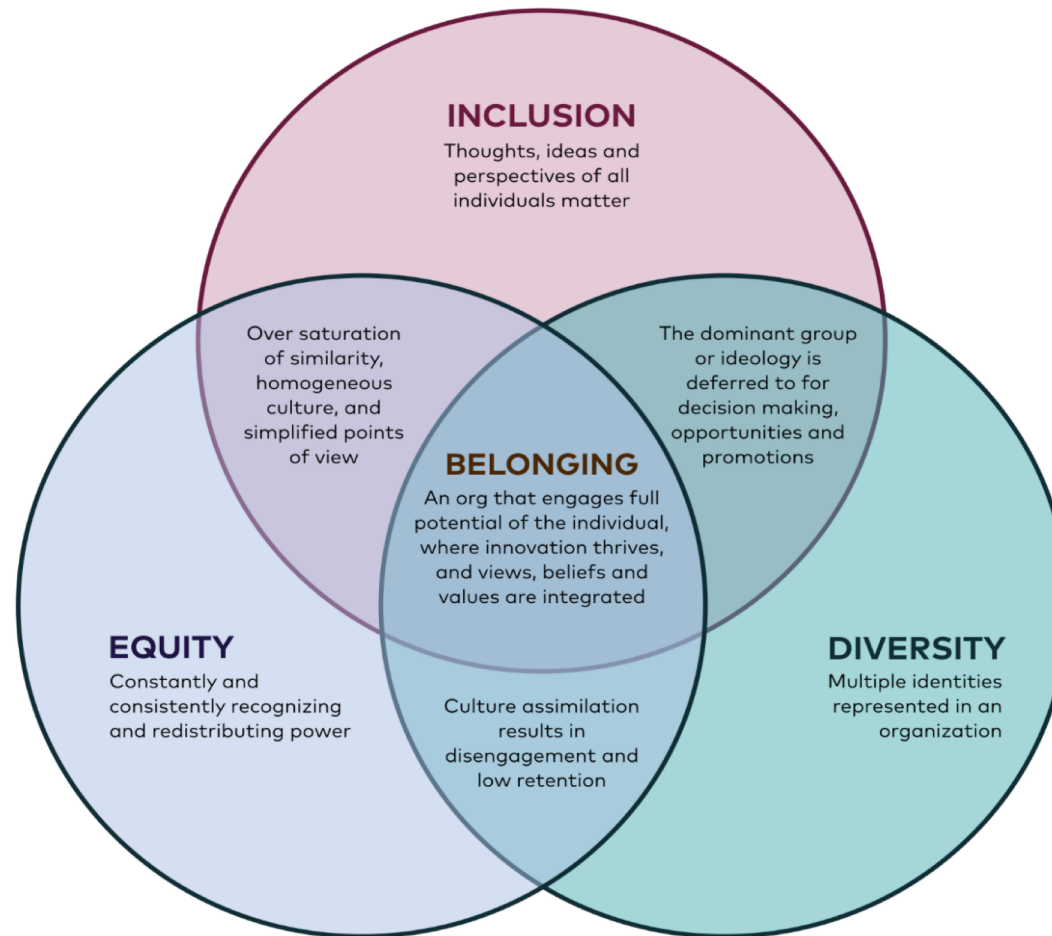 INCLUSION
Thoughts, ideas and
perspectives of all
individuals matter
Over saturation
of similarity,
homogeneous
culture, and
simplified points
of view
The dominant group
or ideology is
deferred to for
decision making,
opportunities and
promotions
BELONGING
An org that engages full
potential of the individual,
where innovation thrives,
and views, beliefs and
values are integrated
EQUITY
Constantly and
consistently recognizing
and redistributing power
Culture assimilation
results in
disengagement and
low retention
DIVERSITY
Multiple identities
represented in an
organization